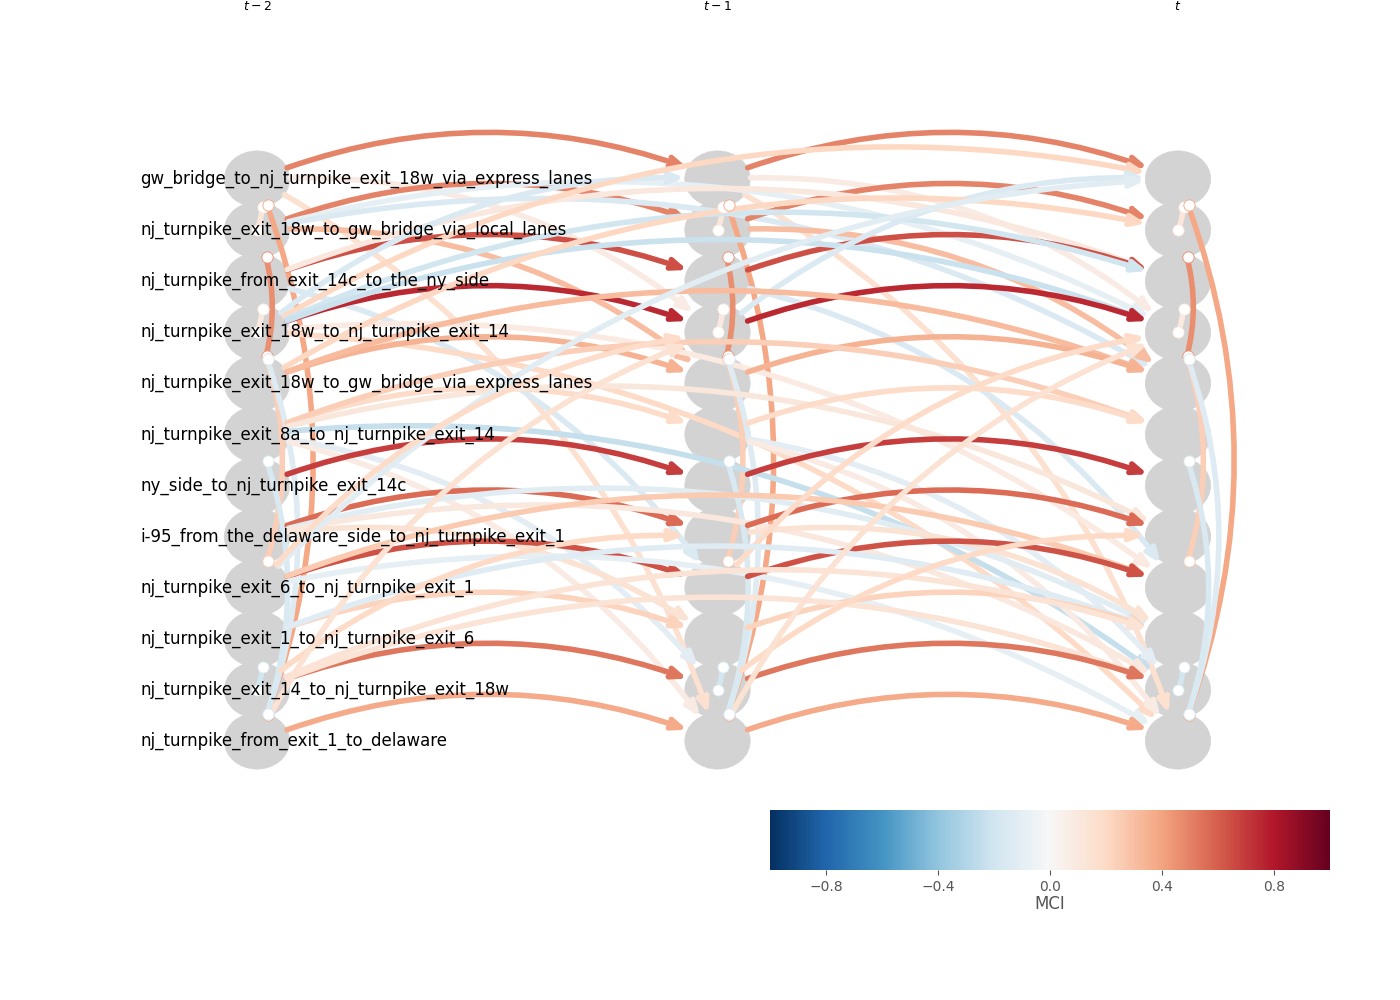 t − 2
t − 1
t
gw_bridge_to_nj_turnpike_exit_18w_via_express_lanes
nj_turnpike_exit_18w_to_gw_bridge_via_local_lanes
nj_turnpike_from_exit_14c_to_the_ny_side
nj_turnpike_exit_18w_to_nj_turnpike_exit_14
nj_turnpike_exit_18w_to_gw_bridge_via_express_lanes
nj_turnpike_exit_8a_to_nj_turnpike_exit_14
ny_side_to_nj_turnpike_exit_14c
i-95_from_the_delaware_side_to_nj_turnpike_exit_1
nj_turnpike_exit_6_to_nj_turnpike_exit_1
nj_turnpike_exit_1_to_nj_turnpike_exit_6
nj_turnpike_exit_14_to_nj_turnpike_exit_18w
nj_turnpike_from_exit_1_to_delaware
−0.8
−0.4
0.0
0.4
0.8
MCI